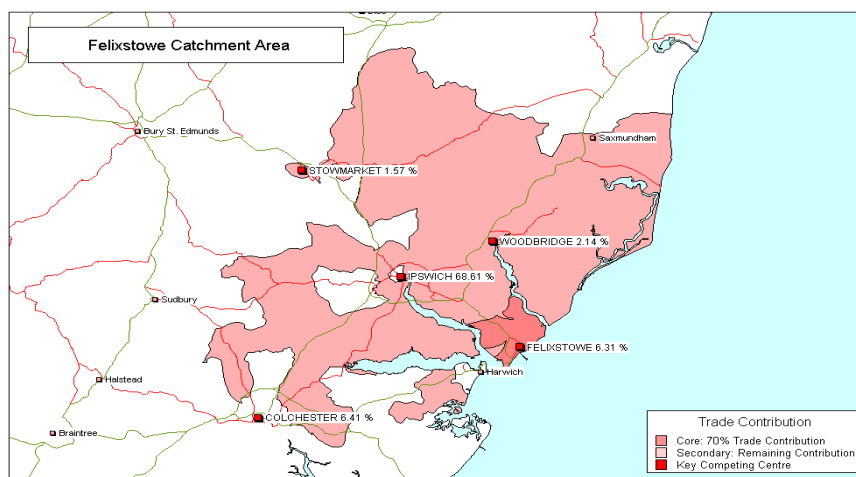 Felixstowe Catchment Area
Bury St. Edmunds
Saxmundham
STOWMARKET 1.57 %
WOODBRIDGE 2.14 %
IPSWICH 68.61 %
Sudbury
FELIXSTOWE 6.31 %
Harwich
Halstead
COLCHESTER 6.41 %
Braintree
Trade Contribution
Core: 70% Trade Contribution
Secondary: Remaining Contribution
Key Competing Centre